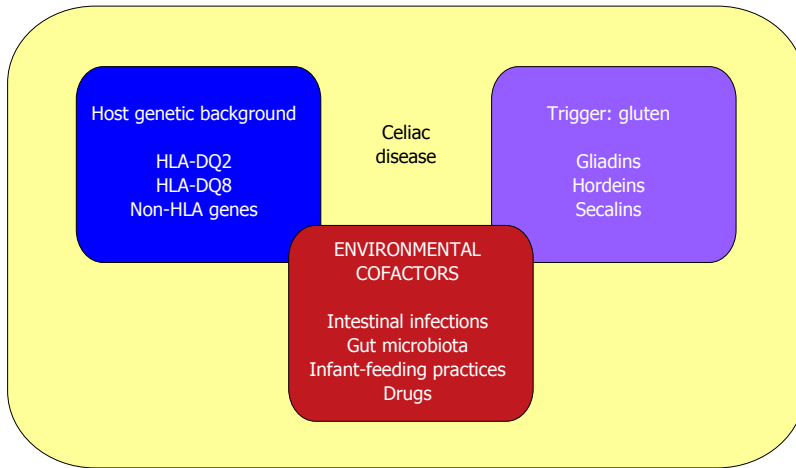 Host genetic background
HLA-DQ2
HLA-DQ8
Non-HLA genes
Celiac
disease
Trigger: gluten
Gliadins
Hordeins
Secalins
ENVIRONMENTAL
COFACTORS
Intestinal infections
Gut microbiota
Infant-feeding practices
Drugs